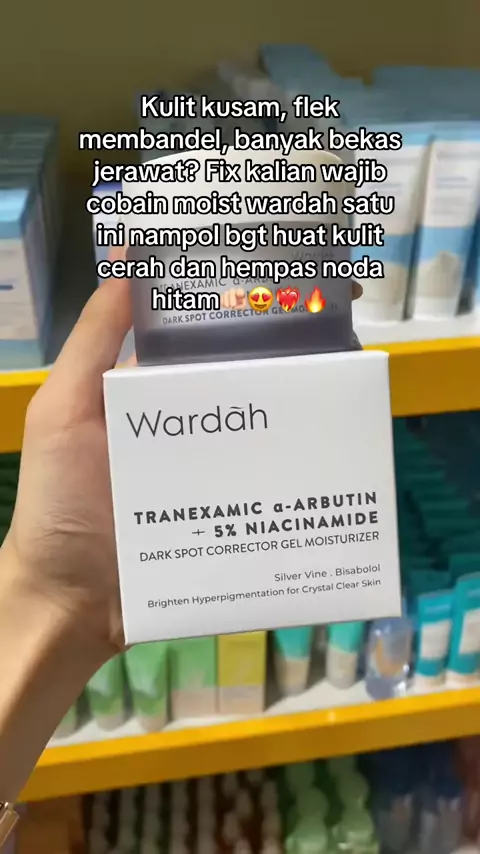 Kulit kusam, flek
membandel, banyak bekas
jerawat? Fix kalian wajib
cobain moist wardah satu
ini nampol bgt huat kulit
cerah dan hempas noda
hitam🫵🏻😍❤️‍🔥🔥
DARK SPOT CORRECTOR GEL
Wardah
TRANEXAMIC α-ARBUTIN
+ 5% NIACINAMIDE
DARK SPOT CORRECTOR GEL MOISTURIZER
Silver Vine . Bisabolol
Brighten Hyperpigmentation for Crystal Clear Skin